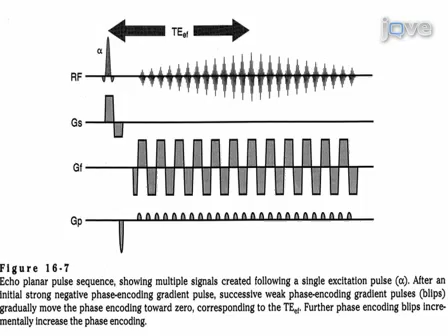 jove
TEef
α
RF
Gs
Gf
Gp
Figure 16-7
Echo planar pulse sequence, showing multiple signals created following a single excitation pulse (α). After an
initial strong negative phase-encoding gradient pulse, successive weak phase-encoding gradient pulses (blips)
gradually move the phase encoding toward zero, corresponding to the TEef. Further phase encoding blips incre-
mentally increase the phase encoding.